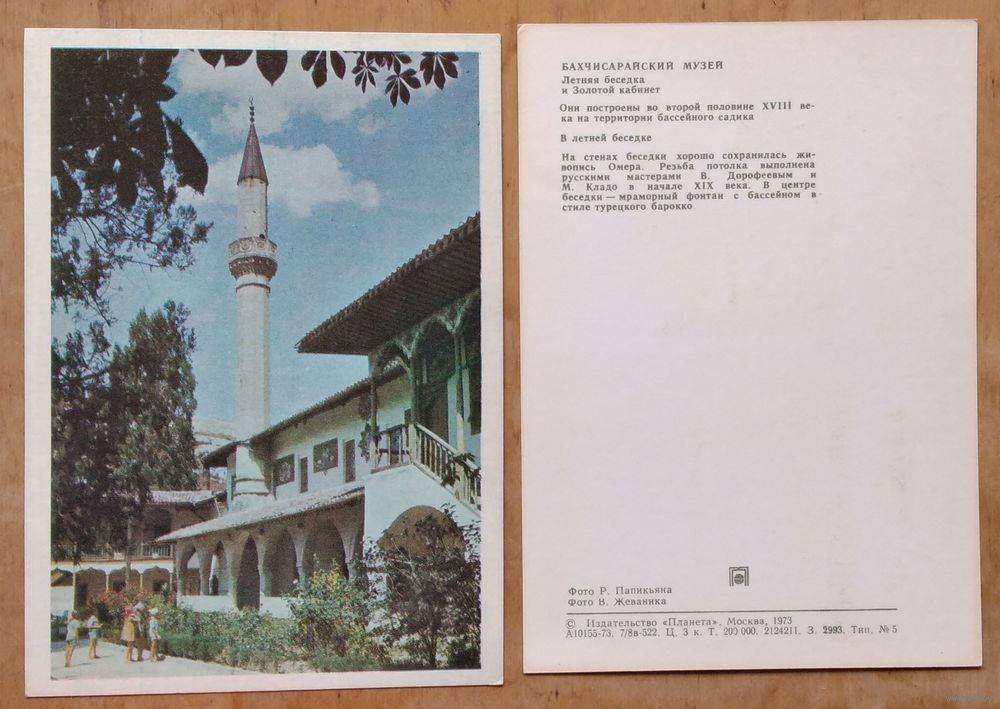 БАХЧИСАРАЙСКИЙ МУЗЕЙ
Летняя беседка
и Золотой кабинет
Они построены во второй половине XVIII ве-
ка на территории бассейного садика
В летней беседке
На стенах беседки хорошо сохранилась жи-
вопись Омера. Резьба потолка выполнена
русскими мастерами В. Дорофеевым и
М. Кладо в начале XIX века. В центре
беседки — мраморный фонтан с бассейном в
стиле турецкого барокко
Фото Р. Папикьяна
Фото В. Жеваника
© Издательство «Планета». Москва, 1973
А10155-73. 7/8в-522. Ц. 3 к. Т. 200 000. 2124211. З. 2993. Тип. № 5